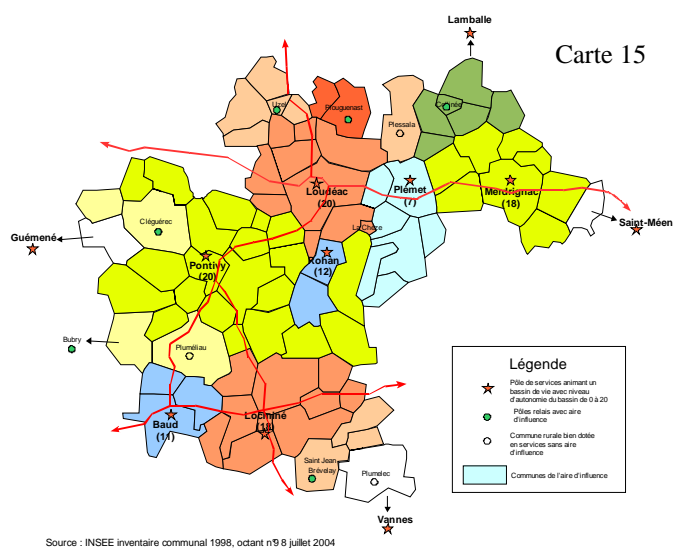 Lamballe
Carte 15
Uzel
Plouguenast
Plessala
Collinée
Loudéac
(20)
Plémet
(7)
Merdrignac
(18)
Saint-Méen
Cléguérec
La Chèze
Guémené
Pontivy
(20)
Rohan
(12)
Bubry
Pluméliau
Légende
Pôle de services animant un
bassin de vie avec niveau
d'autonomie du bassin de 0 à 20
Pôles relais avec aire
d'influence
Commune rurale bien dotée
en services sans aire
d'influence
Communes de l'aire d'influence
Baud
(11)
Locminé
Saint Jean
Brévelay
Plumelec
Vannes
Source : INSEE inventaire communal 1998, octant n°98 juillet 2004